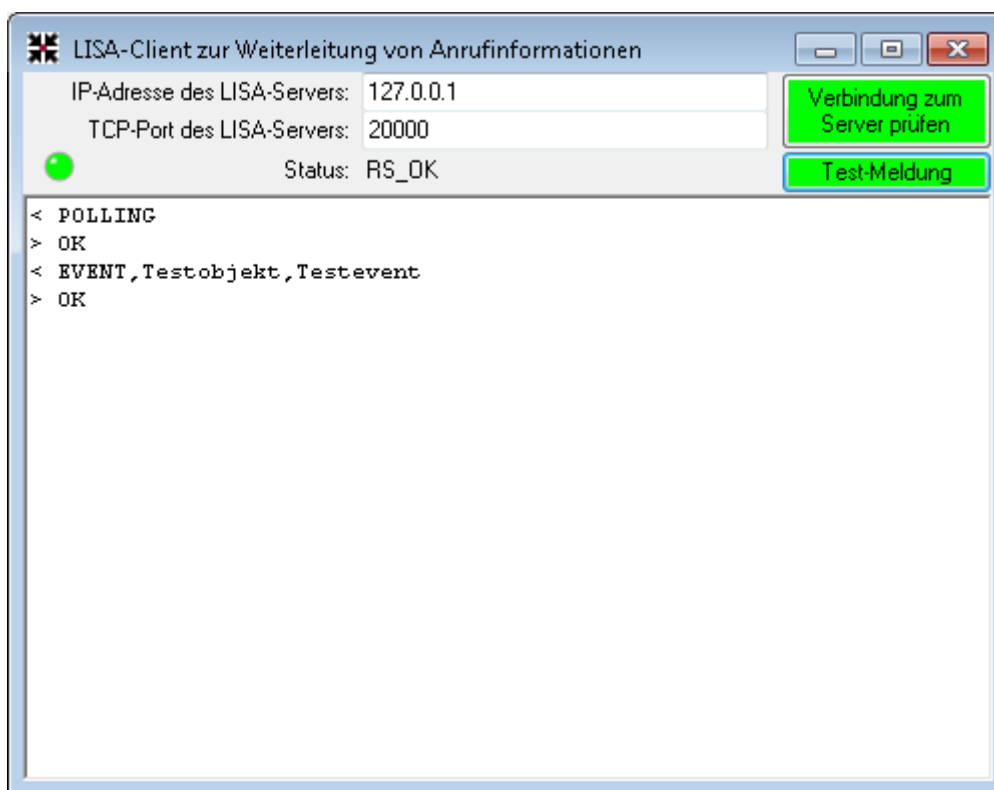 LISA-Client zur Weiterleitung von Anrufinformationen
IP-Adresse des LISA-Servers: 127.0.0.1
TCP-Port des LISA-Servers: 20000
Status: RS_OK
Verbindung zum
Server prüfen
Test-Meldung
< POLLING
> OK
< EVENT,Testobjekt,Testevent
> OK